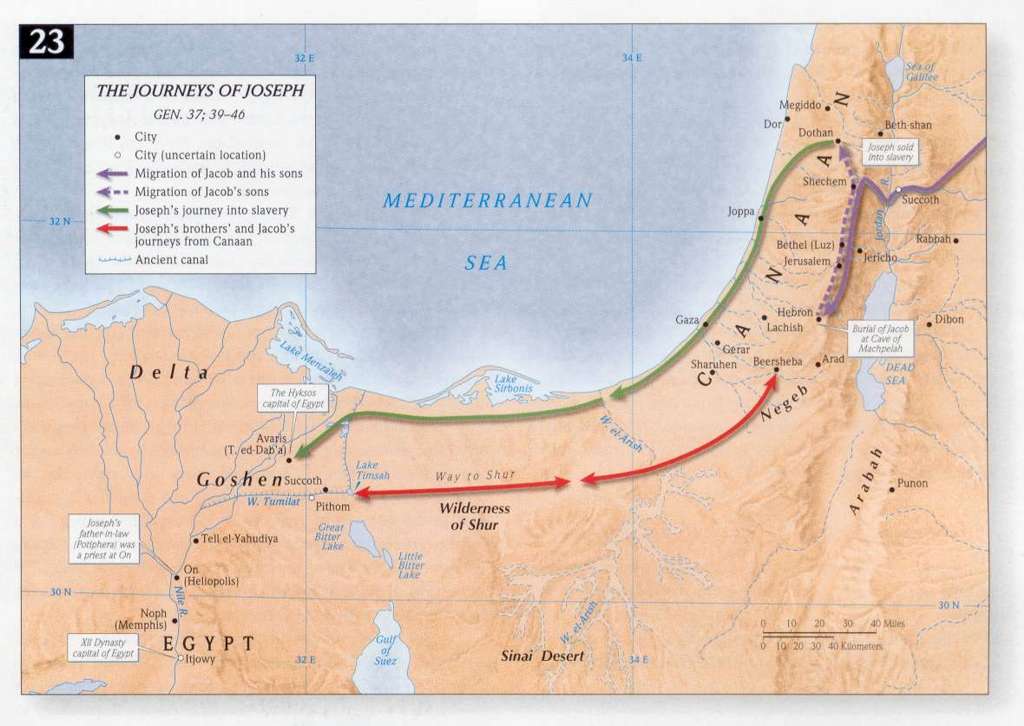 23
32 E
34 E
THE JOURNEYS OF JOSEPH
GEN. 37; 39–46
City
City (uncertain location)
Migration of Jacob and his sons
Migration of Jacob's sons
Joseph's journey into slavery
Joseph's brothers' and Jacob's
journeys from Canaan
Ancient canal
Sea of
Galilee
Megiddo
Dor
Dothan
Beth-shan
Joseph sold
into slavery
Shechem
Succoth
MEDITERRANEAN
SEA
32 N
32 N
Joppa
Jordan
R.
Bethel (Luz)
Jerusalem
Jericho
Rabbah
CANAAN
Hebron
Lachish
Gaza
Gerar
Sharuhen
Beersheba
Arad
Dibon
Burial of Jacob
at Cave of
Machpelah
DEAD
SEA
Negeb
Arabah
Punon
Delta
Lake Menzaleh
The Hyksos
capital of Egypt
Lake
Sirbonis
W. el-Arish
Avaris
(T. ed-Dab'a)
Goshen
Succoth
Lake
Timsah
Way to Shur
W. Tumilat
Pithom
Wilderness
of Shur
Joseph's
father-in-law
(Potiphera) was
a priest at On
Great
Bitter
Lake
Little
Bitter
Lake
Tell el-Yahudiya
On
(Heliopolis)
30 N
30 N
Nile R.
Noph
(Memphis)
XII Dynasty
capital of Egypt
EGYPT
Itjowy
Gulf
of
Suez
32 E
W. el-Arish
Sinai Desert
34 E
0 10 20 30 40 Miles
0 10 20 30 40 Kilometers